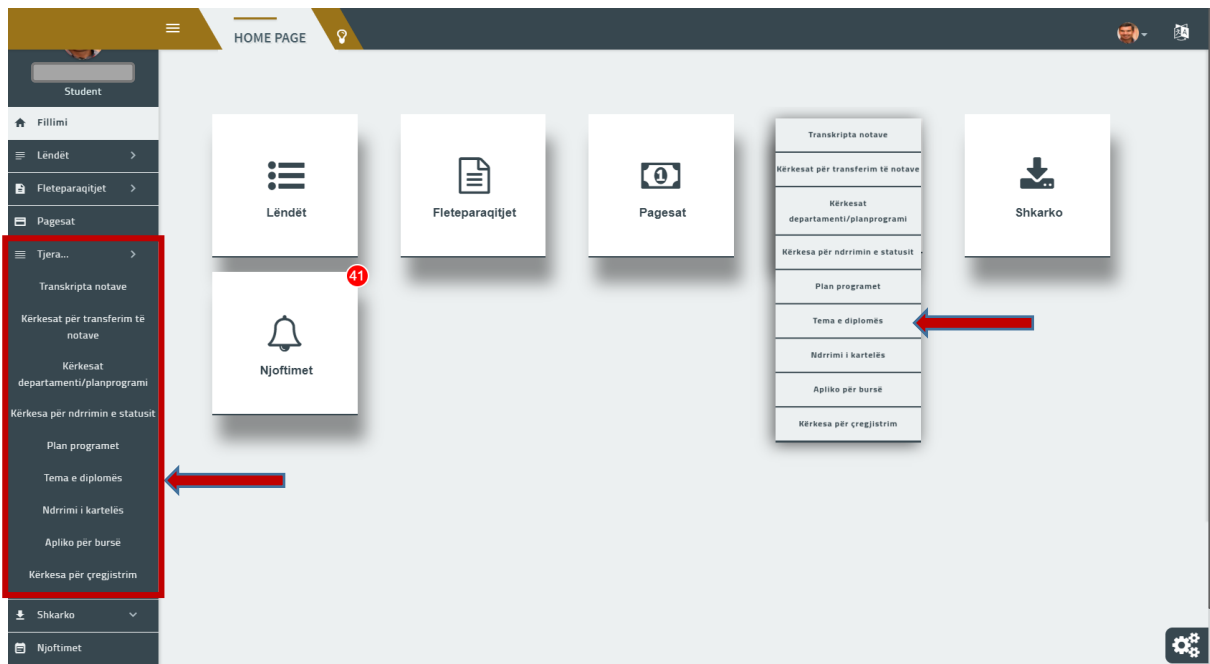 HOME PAGE
Student
Fillimi
Lëndët
Fleteparaqitjet
Pagesat
Tjera...
Transkripta notave
Kërkesat për transferim të
notave
Kërkesat
departamenti/planprogrami
Kërkesa për ndrrimin e statusit
Plan programet
Tema e diplomës
Ndrrimi i kartelës
Apliko për bursë
Kërkesa për çregjistrim
Shkarko
Njoftimet
Lëndët
Fleteparaqitjet
Pagesat
Transkripta notave
Kërkesat për transferim të notave
Kërkesat
departamenti/planprogrami
Kërkesa për ndrrimin e statusit
Plan programet
Tema e diplomës
Ndrrimi i kartelës
Apliko për bursë
Kërkesa për çregjistrim
Shkarko
41
Njoftimet